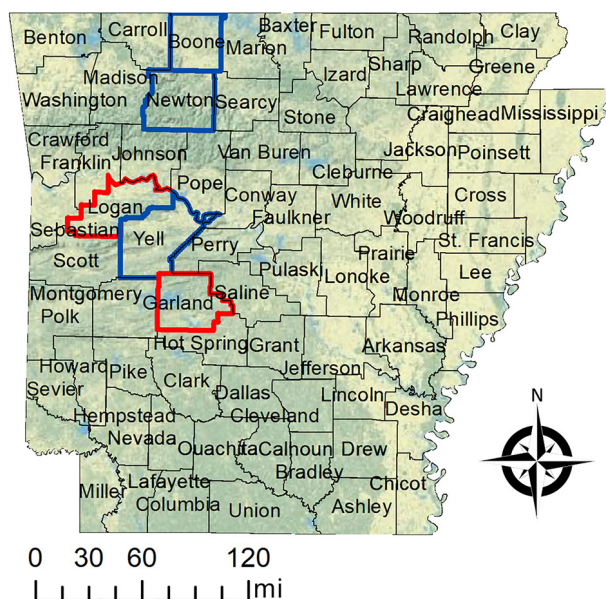 Benton Carroll Boone Baxter Fulton Randolph Clay
Marion
Madison Izard Sharp Greene
Washington Newton Searcy Lawrence
Stone Craighead Mississippi
Crawford Johnson Van Buren Jackson Poinsett
Franklin Pope Cleburne
Logan Conway White Cross
Sebastian Faulkner Woodruff
Scott Yell Perry Prairie St. Francis
Pulaski Lonoke Lee
Montgomery Garland Saline Monroe
Polk Phillips
Hot Spring Grant Arkansas
Howard Pike Clark Jefferson
Sevier Dallas Lincoln
Hempstead Cleveland Desha
Nevada Ouachita Calhoun Drew
Miller Lafayette Bradley Chicot
Columbia Union Ashley
N
0 30 60 120
mi